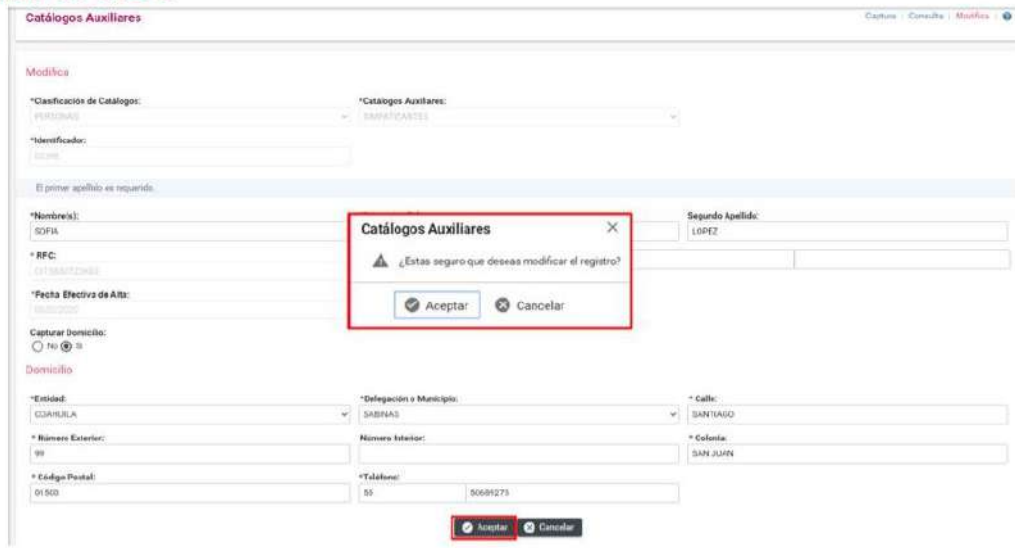 Catálogos Auxiliares
Captura | Consulta | Modifica |
Modifica
*Clasificación de Catálogos:
*Catálogos Auxiliares:
PERSONAS
SIMPATIZANTES
*Identificador:
El primer apellido es requerido.
*Nombre(s):
Segundo Apellido:
SOFIA
LOPEZ
* RFC:
*Fecha Efectiva de Alta:
Capturar Domicilio:
No
Si
Catálogos Auxiliares
¿Estas seguro que deseas modificar el registro?
Aceptar
Cancelar
Domicilio
*Entidad:
*Delegación o Municipio:
* Calle:
COAHUILA
SABINAS
SANTIAGO
* Número Exterior:
Número Interior:
* Colonia:
99
SAN JUAN
* Código Postal:
*Teléfono:
01500
55
50689273
Aceptar
Cancelar